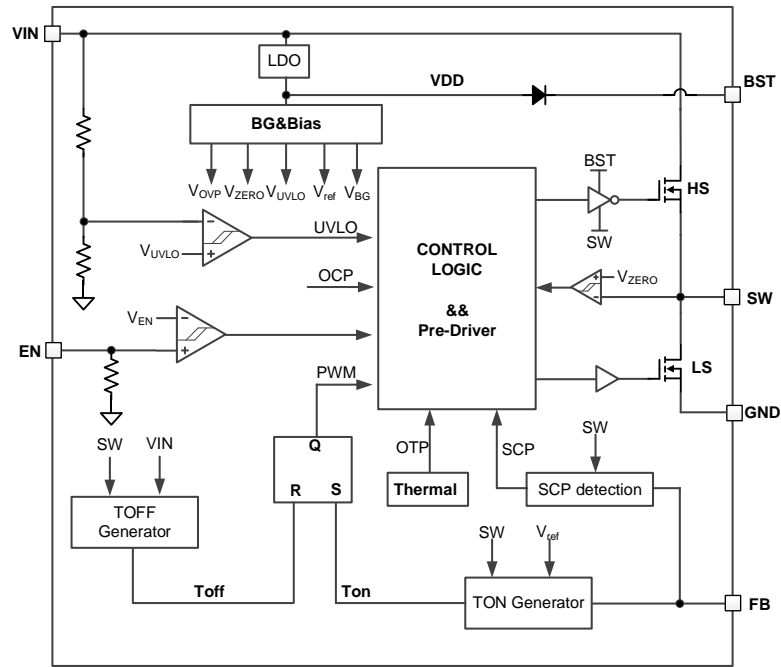 VIN
LDO
VDD
BST
BG&Bias
VOVP
VZERO
VUVLO
Vref
VBG
BST
SW
HS
UVLO
VUVLO
CONTROL
LOGIC
&&
Pre-Driver
OCP
VZERO
SW
VEN
EN
LS
PWM
GND
Q
R
S
OTP
SCP
SW
Thermal
SCP detection
SW
VIN
TOFF
Generator
SW
Vref
Toff
Ton
TON Generator
FB